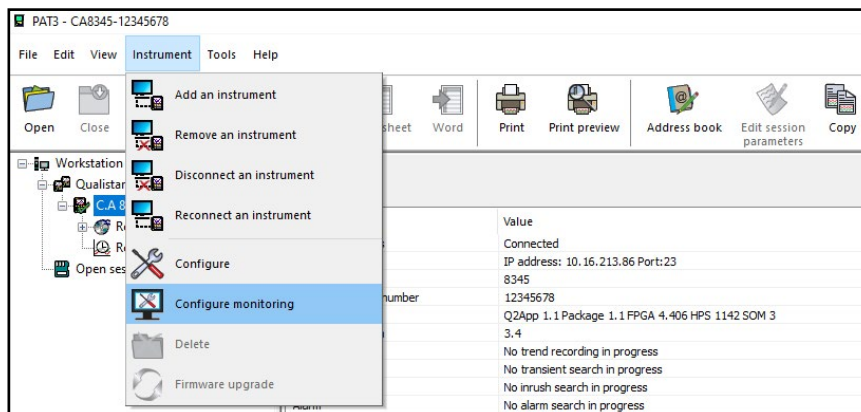 PAT3 - CA8345-12345678
File Edit View Instrument Tools Help
Open Close sheet Word Print Print preview Address book Edit session parameters Copy
Add an instrument
Remove an instrument
Disconnect an instrument
Reconnect an instrument
Configure
Configure monitoring
Delete
Firmware upgrade
Workstation
Qualistar
C.A 8
Re
Re
Open ses
Value
Connected
IP address: 10.16.213.86 Port:23
8345
number 12345678
Q2App 1.1 Package 1.1 FPGA 4.406 HPS 1142 SOM 3
3.4
No trend recording in progress
No transient search in progress
No inrush search in progress
Alarm No alarm search in progress